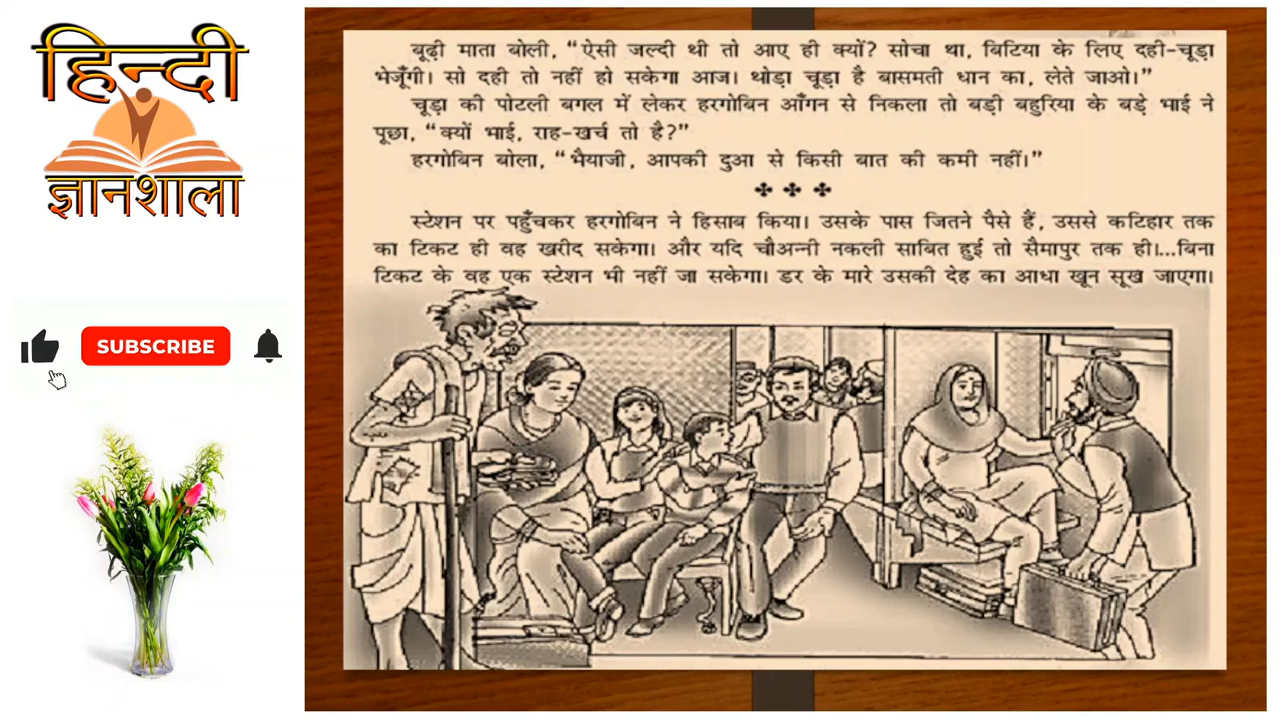 हिन्दी
ज्ञानशाला
SUBSCRIBE
बूढ़ी माता बोली, “ऐसी जल्दी थी तो आए ही क्यों? सोचा था, बिटिया के लिए दही-चूड़ा
भेजूँगी। सो दही तो नहीं हो सकेगा आज। थोड़ा चूड़ा है बासमती धान का, लेते जाओ।”
चूड़ा की पोटली बगल में लेकर हरगोबिन आँगन से निकला तो बड़ी बहुरिया के बड़े भाई ने
पूछा, “क्यों भाई, राह-खर्च तो है?”
हरगोबिन बोला, “भैयाजी, आपकी दुआ से किसी बात की कमी नहीं।”
✤ ✤ ✤
स्टेशन पर पहुँचकर हरगोबिन ने हिसाब किया। उसके पास जितने पैसे हैं, उससे कटिहार तक
का टिकट ही वह खरीद सकेगा। और यदि चौअन्नी नकली साबित हुई तो सैमापुर तक ही।...बिना
टिकट के वह एक स्टेशन भी नहीं जा सकेगा। डर के मारे उसकी देह का आधा खून सूख जाएगा।